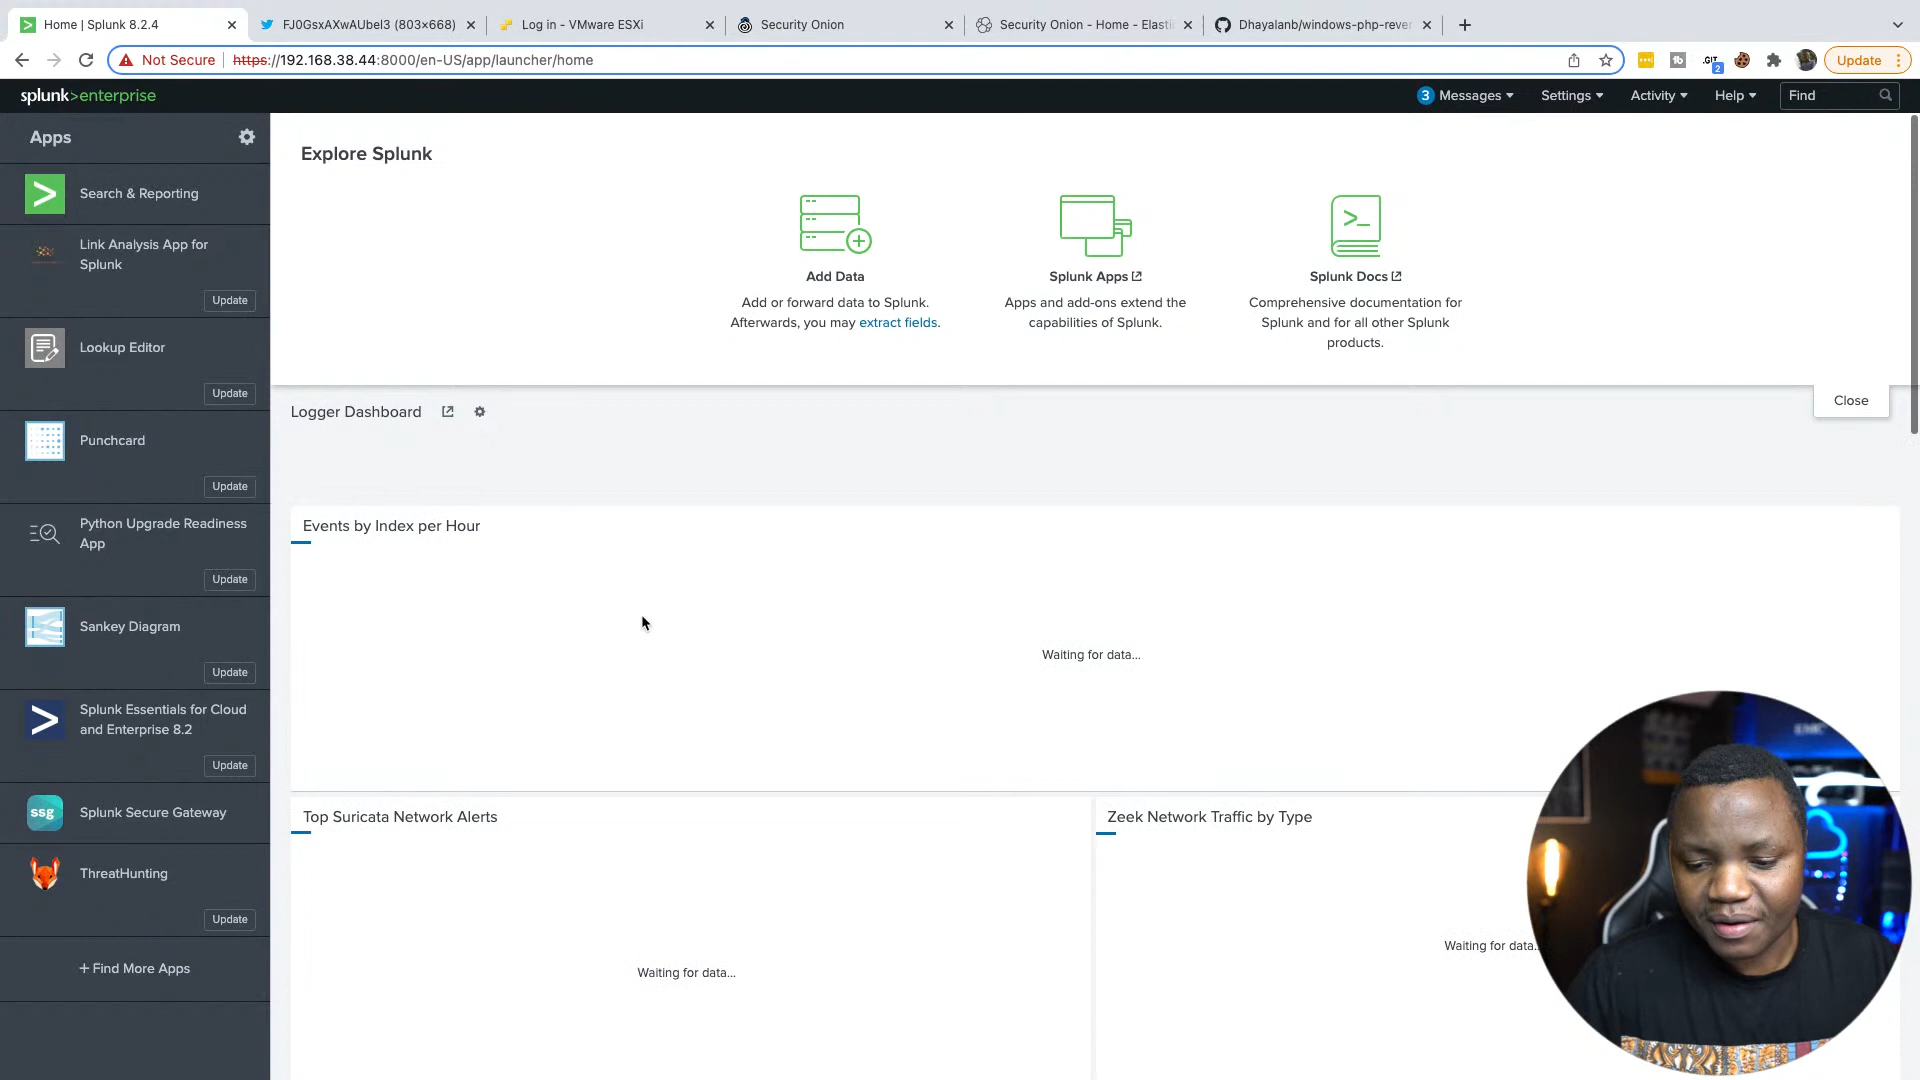 Home | Splunk 8.2.4
FJ0GsxAXwAUbel3 (803×668)
Log in - VMware ESXi
Security Onion
Security Onion - Home - Elasti
Dhayalanb/windows-php-rever
Not Secure
https://192.168.38.44:8000/en-US/app/launcher/home
.GIT
2
Update
splunk>enterprise
3 Messages
Settings
Activity
Help
Find
Apps
Search & Reporting
Link Analysis App for
Splunk
Update
Lookup Editor
Update
Punchcard
Update
Python Upgrade Readiness
App
Update
Sankey Diagram
Update
Splunk Essentials for Cloud
and Enterprise 8.2
Update
ssg
Splunk Secure Gateway
ThreatHunting
Update
+ Find More Apps
Explore Splunk
Add Data
Add or forward data to Splunk.
Afterwards, you may extract fields.
Splunk Apps
Apps and add-ons extend the
capabilities of Splunk.
Splunk Docs
Comprehensive documentation for
Splunk and for all other Splunk
products.
Close
Logger Dashboard
Events by Index per Hour
Waiting for data...
Top Suricata Network Alerts
Waiting for data...
Zeek Network Traffic by Type
Waiting for data...